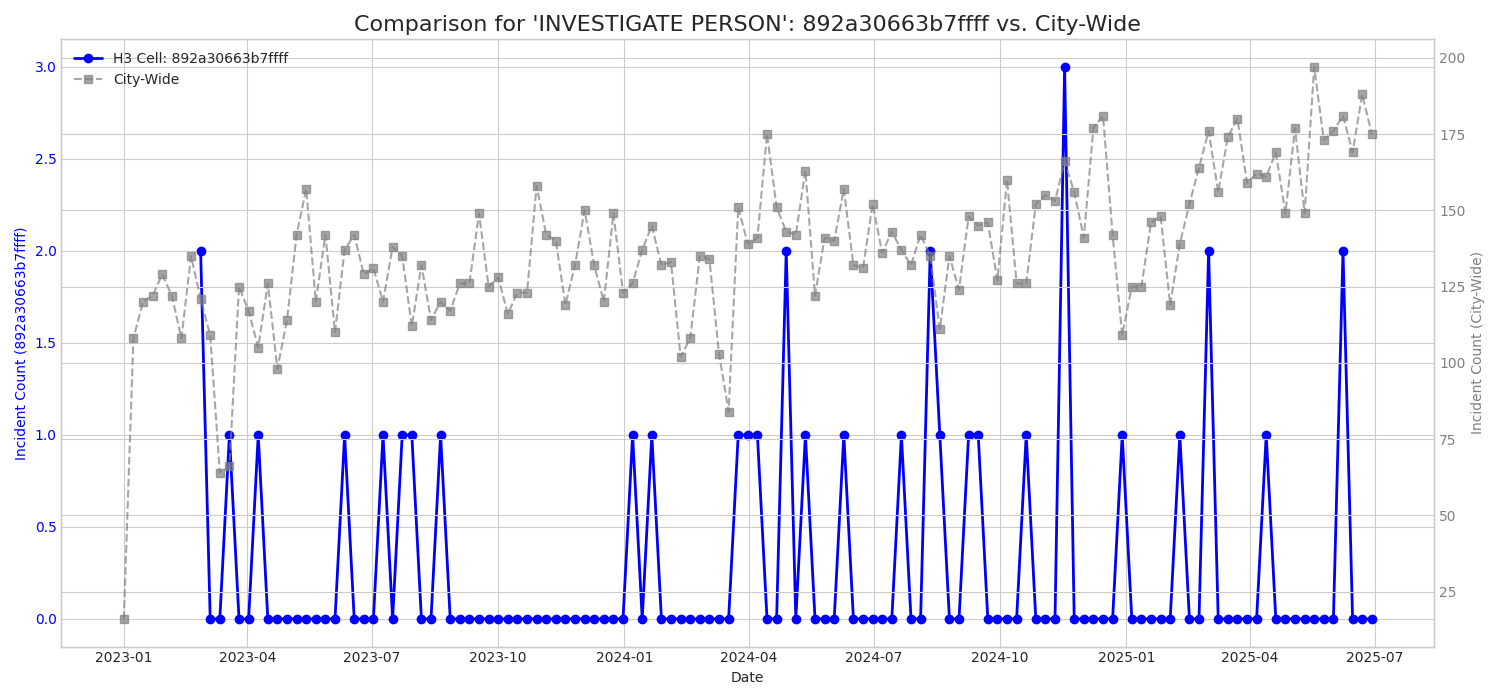 Comparison for 'INVESTIGATE PERSON': 892a30663b7ffff vs. City-Wide
H3 Cell: 892a30663b7ffff
City-Wide
Incident Count (892a30663b7ffff)
3.0
2.5
2.0
1.5
1.0
0.5
0.0
200
175
150
125
100
75
50
25
Incident Count (City-Wide)
2023-01 2023-04 2023-07 2023-10 2024-01 2024-04 2024-07 2024-10 2025-01 2025-04 2025-07
Date